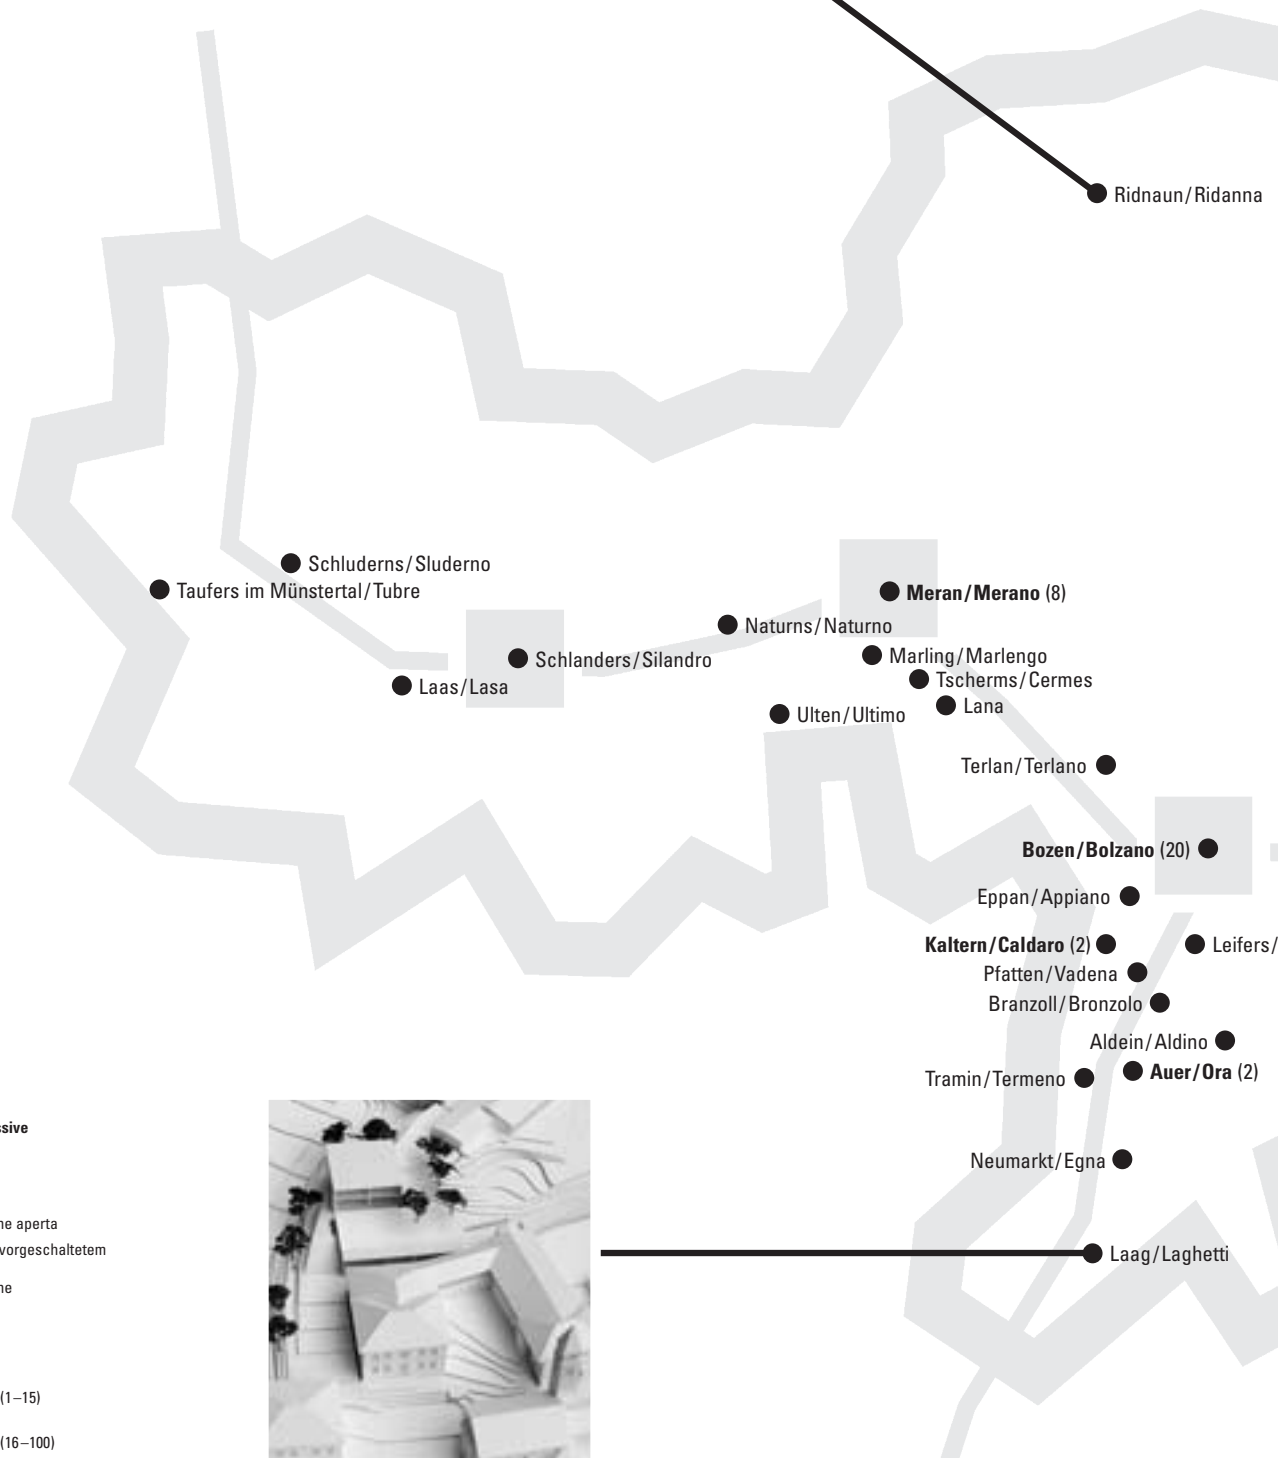 Ridnaun/Ridanna
Schluderns/Sluderno
Taufers im Münstertal/Tubre
Meran/Merano (8)
Naturns/Naturno
Schlanders/Silandro
Marling/Marlengo
Tscherms/Cermes
Laas/Lasa
Lana
Ulten/Ultimo
Terlan/Terlano
Bozen/Bolzano (20)
Eppan/Appiano
Kaltern/Caldaro (2)
Leifers/
Pfatten/Vadena
Branzoll/Bronzolo
Aldein/Aldino
Auer/Ora (2)
Tramin/Termeno
Neumarkt/Egna
Laag/Laghetti
ssive
ne aperta
vorgeschaltetem
ne
(1–15)
(16–100)